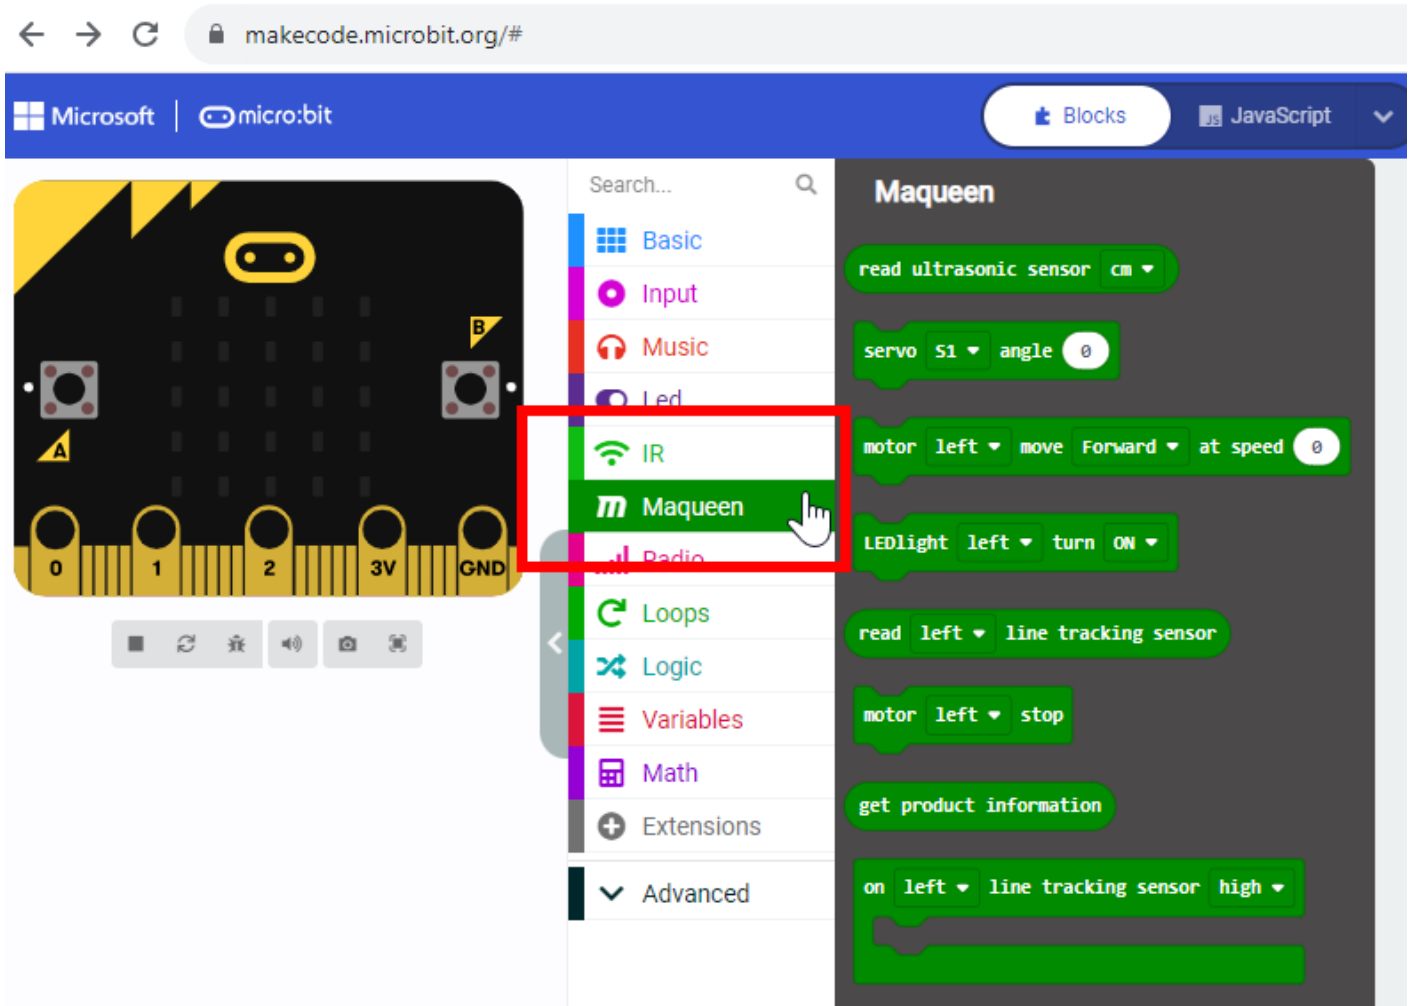 makecode.microbit.org/#
Microsoft micro:bit Blocks JS JavaScript
Search...
Basic
Input
Music
Led
IR
Maqueen
Radio
Loops
Logic
Variables
Math
Extensions
Advanced
B
A
0 1 2 3V GND
Maqueen
read ultrasonic sensor cm
servo S1 angle 0
motor left move Forward at speed 0
LEDlight left turn ON
read left line tracking sensor
motor left stop
get product information
on left line tracking sensor high